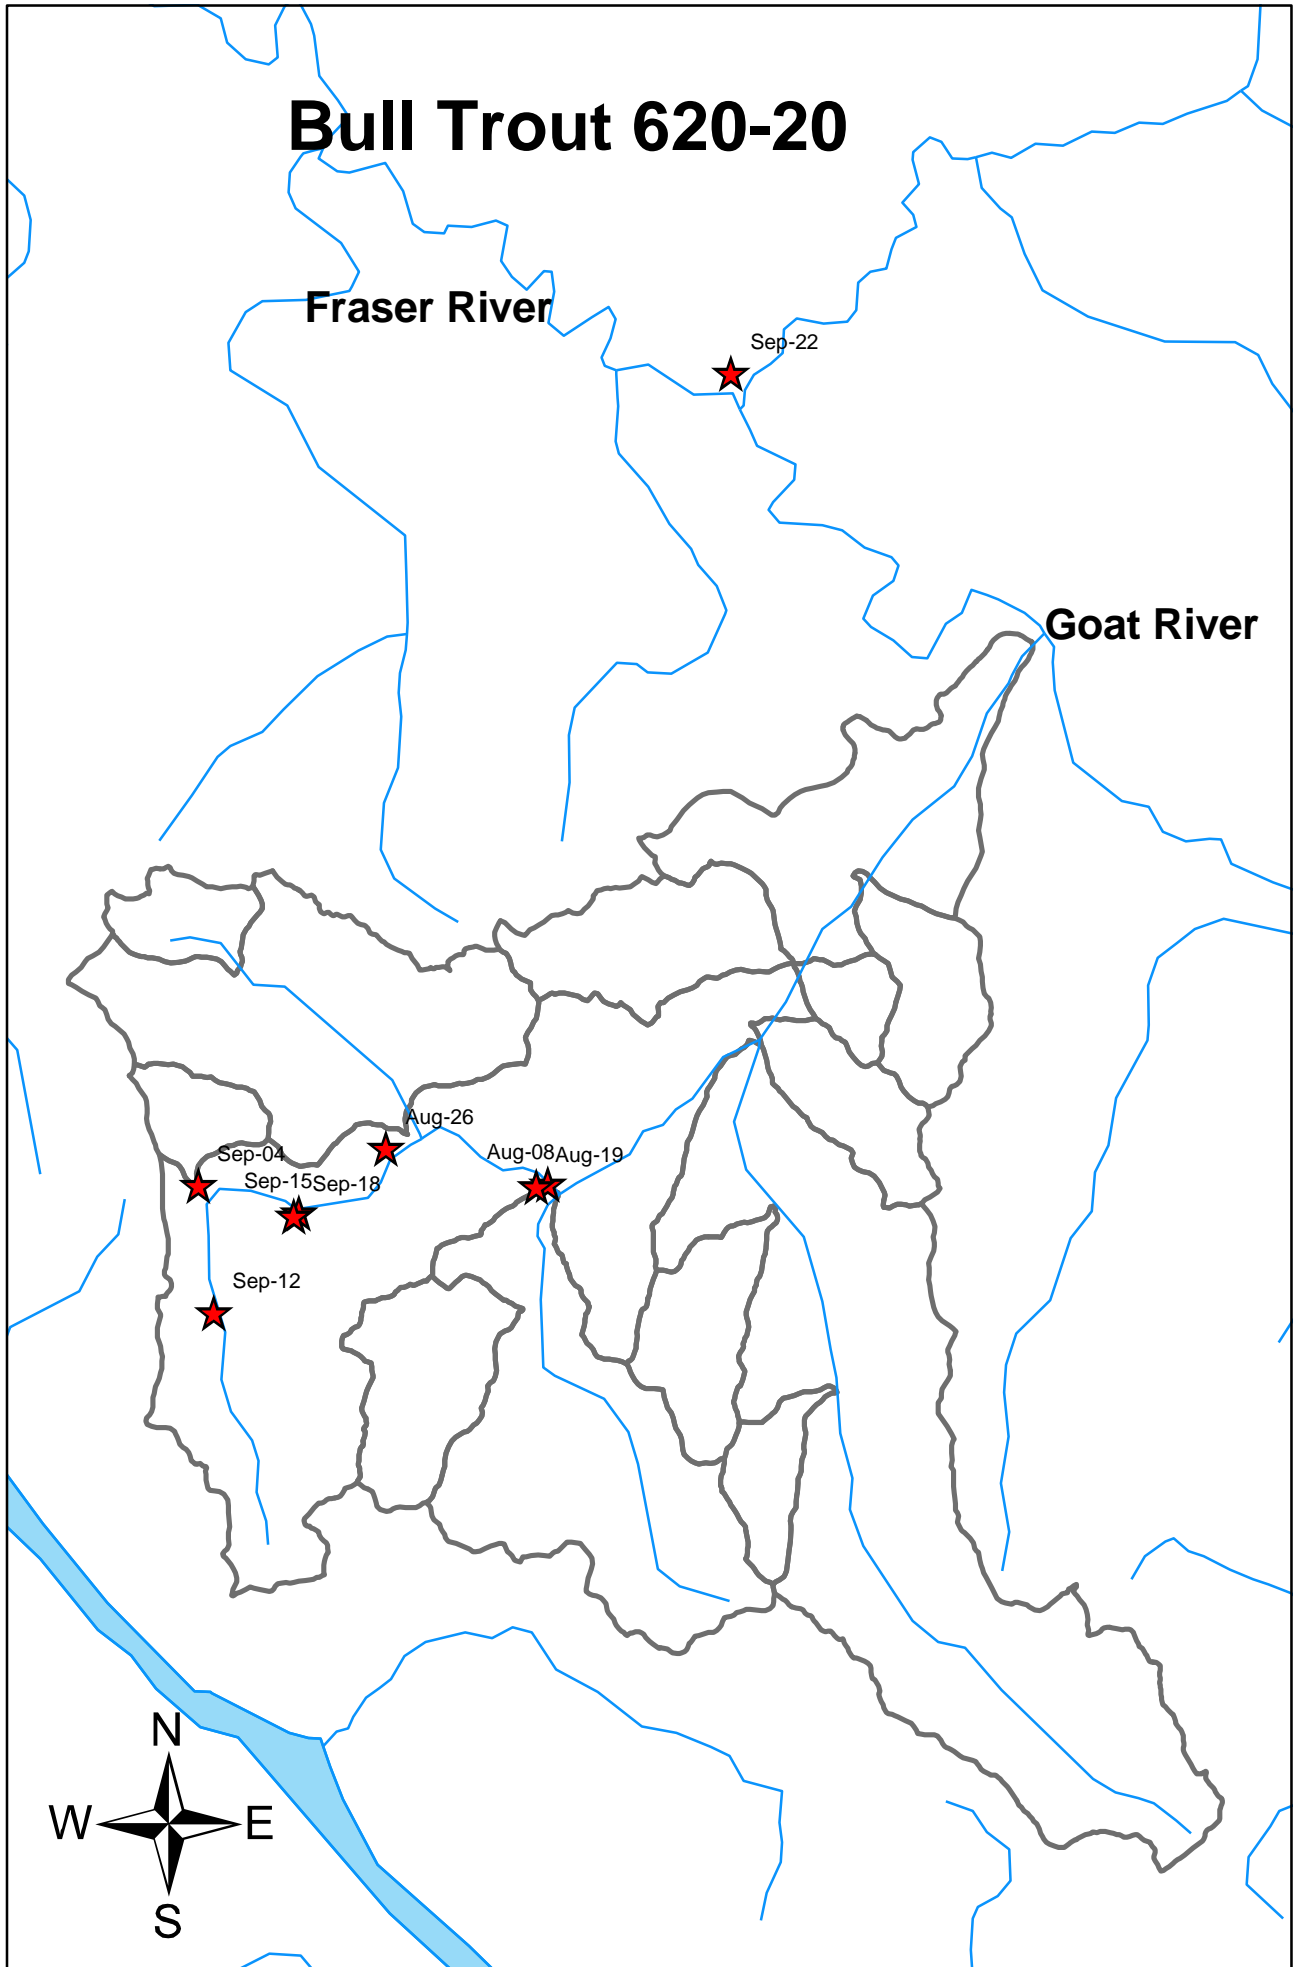 Bull Trout 620-20
Fraser River
Sep-22
Goat River
Aug-26
Sep-04
Aug-08
Aug-19
Sep-15
Sep-18
Sep-12
N
W
E
S